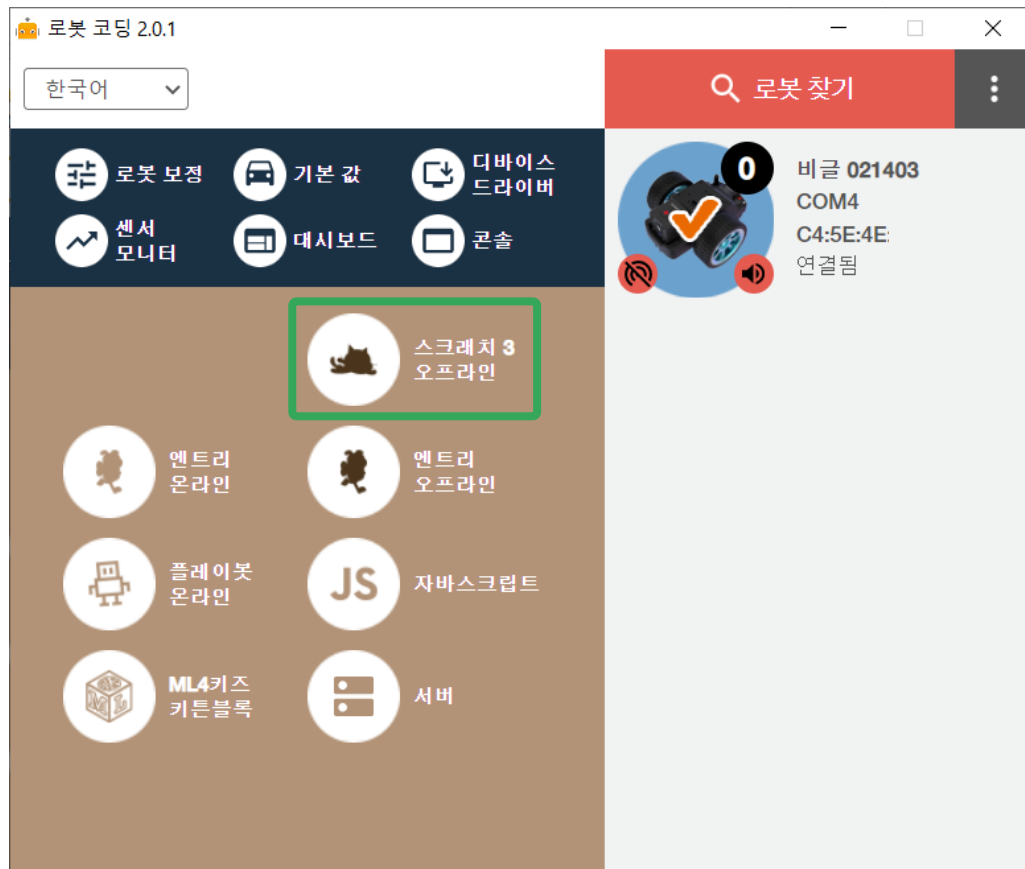 로봇 코딩 2.0.1
한국어
로봇 찾기
로봇 보정
기본 값
디바이스
드라이버
센서
모니터
대시보드
콘솔
0
비글 021403
COM4
C4:5E:4E:
연결됨
스크래치 3
오프라인
엔트리
온라인
엔트리
오프라인
플레이봇
온라인
JS
자바스크립트
ML
ML4키즈
키튼블록
서버